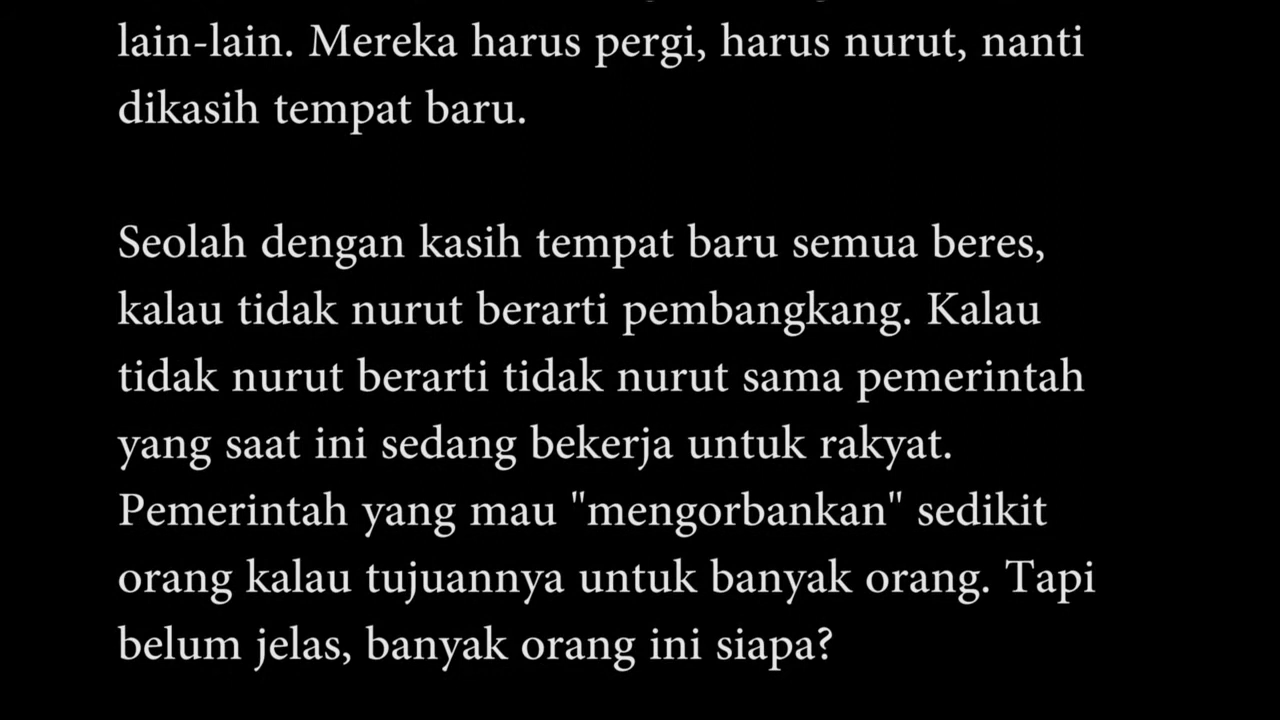 lain-lain. Mereka harus pergi, harus nurut, nanti
dikasih tempat baru.
Seolah dengan kasih tempat baru semua beres,
kalau tidak nurut berarti pembangkang. Kalau
tidak nurut berarti tidak nurut sama pemerintah
yang saat ini sedang bekerja untuk rakyat.
Pemerintah yang mau "mengorbankan" sedikit
orang kalau tujuannya untuk banyak orang. Tapi
belum jelas, banyak orang ini siapa?